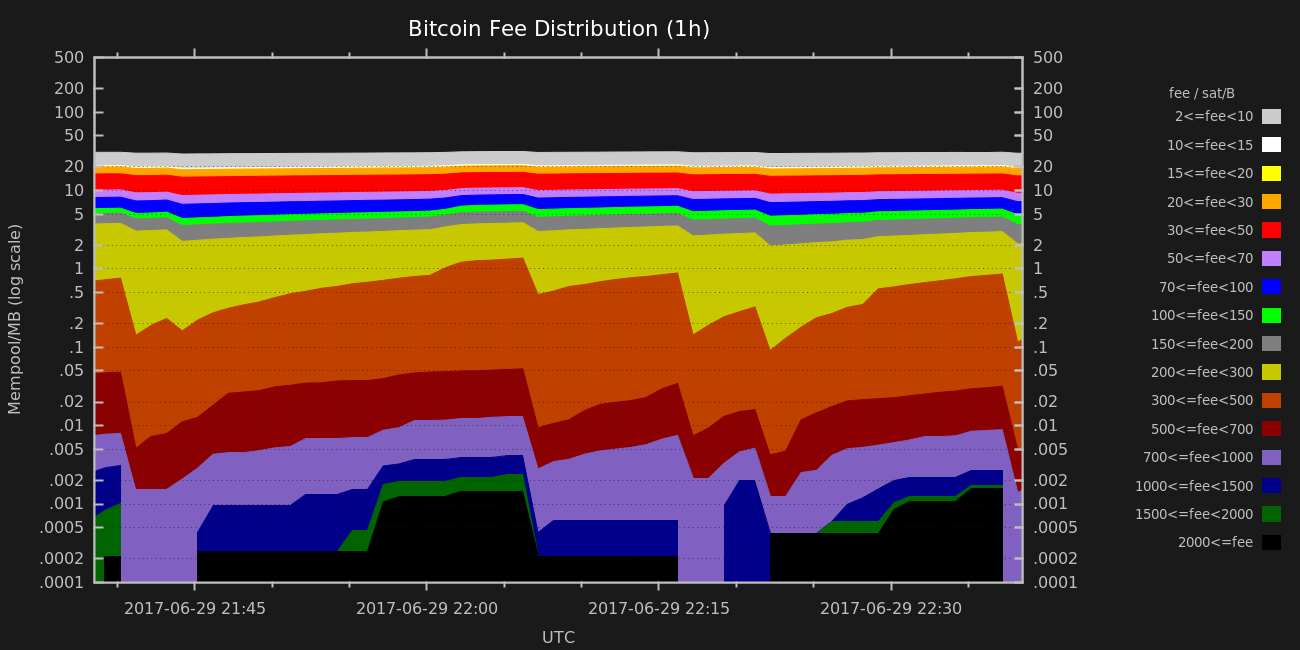 Bitcoin Fee Distribution (1h)
Mempool/MB (log scale)
500
200
100
50
20
10
5
2
1
.5
.2
.1
.05
.02
.01
.005
.002
.001
.0005
.0002
.0001
500
200
100
50
20
10
5
2
1
.5
.2
.1
.05
.02
.01
.005
.002
.001
.0005
.0002
.0001
fee / sat/B
2<=fee<10
10<=fee<15
15<=fee<20
20<=fee<30
30<=fee<50
50<=fee<70
70<=fee<100
100<=fee<150
150<=fee<200
200<=fee<300
300<=fee<500
500<=fee<700
700<=fee<1000
1000<=fee<1500
1500<=fee<2000
2000<=fee
2017-06-29 21:45 2017-06-29 22:00 2017-06-29 22:15 2017-06-29 22:30
UTC